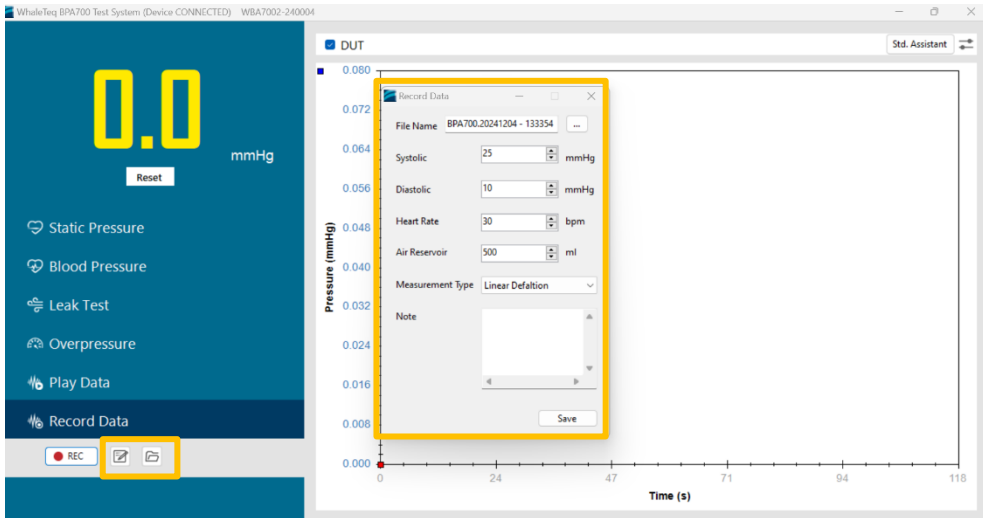 WhaleTeq BPA700 Test System (Device CONNECTED) WBA7002-240004
0.0
mmHg
Reset
Static Pressure
Blood Pressure
Leak Test
Overpressure
Play Data
Record Data
REC
DUT
Std. Assistant
0.080
0.072
0.064
0.056
0.048
0.040
0.032
0.024
0.016
0.008
0.000
Pressure (mmHg)
0 24 47 71 94 118
Time (s)
Record Data
File Name BPA700.20241204 - 133354 ...
Systolic 25 mmHg
Diastolic 10 mmHg
Heart Rate 30 bpm
Air Reservoir 500 ml
Measurement Type Linear Defaltion
Note
Save